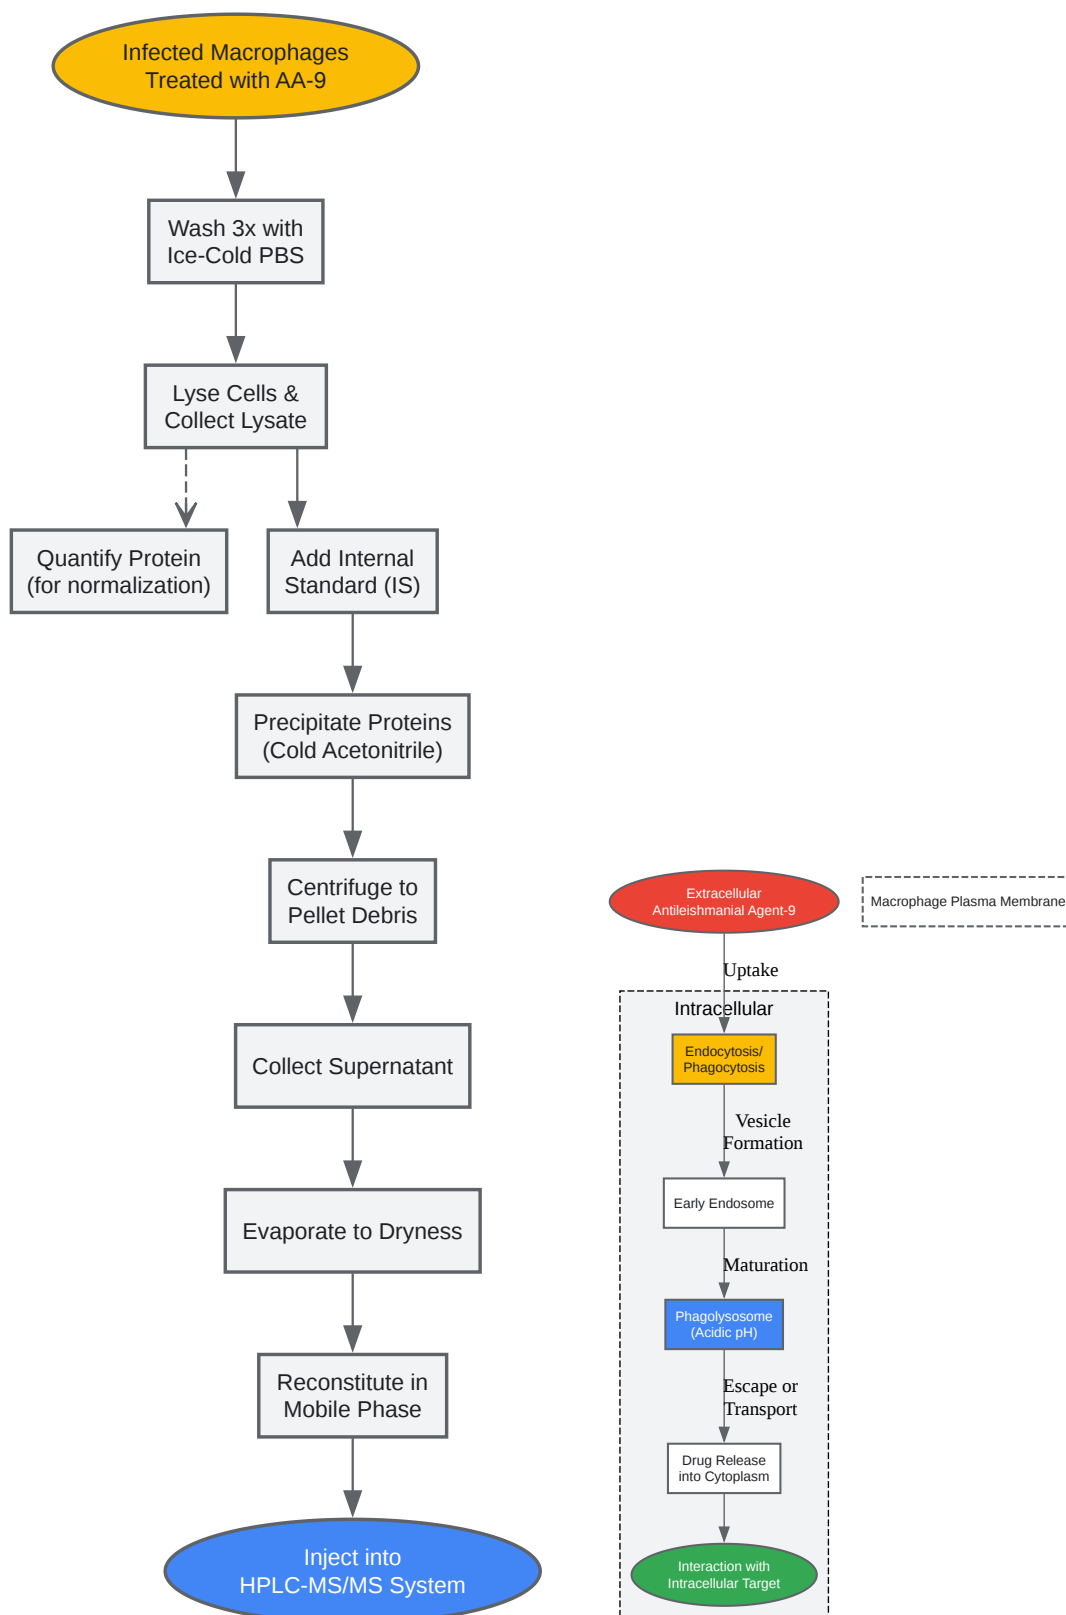 Infected Macrophages
Treated with AA-9
Wash 3x with
Ice-Cold PBS
Lyse Cells &
Collect Lysate
Quantify Protein
(for normalization)
Add Internal
Standard (IS)
Precipitate Proteins
(Cold Acetonitrile)
Centrifuge to
Pellet Debris
Collect Supernatant
Evaporate to Dryness
Reconstitute in
Mobile Phase
Inject into
HPLC-MS/MS System
Extracellular
Antileishmanial Agent-9
Macrophage Plasma Membrane
Uptake
Intracellular
Endocytosis/
Phagocytosis
Vesicle
Formation
Early Endosome
Maturation
Phagolysosome
(Acidic pH)
Escape or
Transport
Drug Release
into Cytoplasm
Interaction with
Intracellular Target